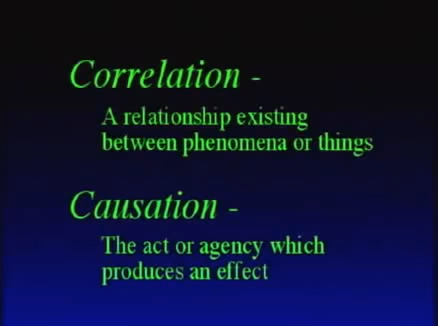 Correlation -
A relationship existing
between phenomena or things
Causation -
The act or agency which
produces an effect